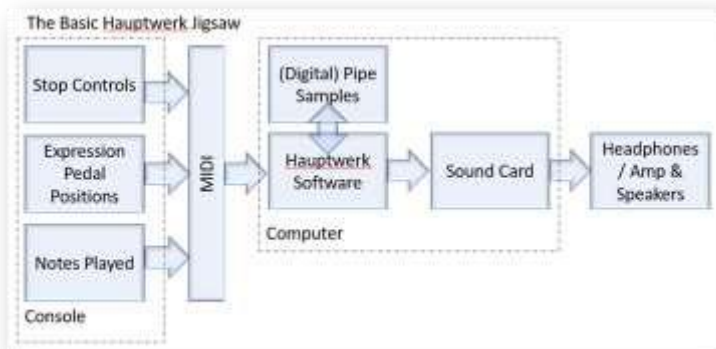 The Basic Hauptwerk Jigsaw
Stop Controls
Expression
Pedal
Positions
Notes Played
Console
MIDI
(Digital) Pipe
Samples
Hauptwerk
Software
Sound Card
Computer
Headphones
/ Amp &
Speakers